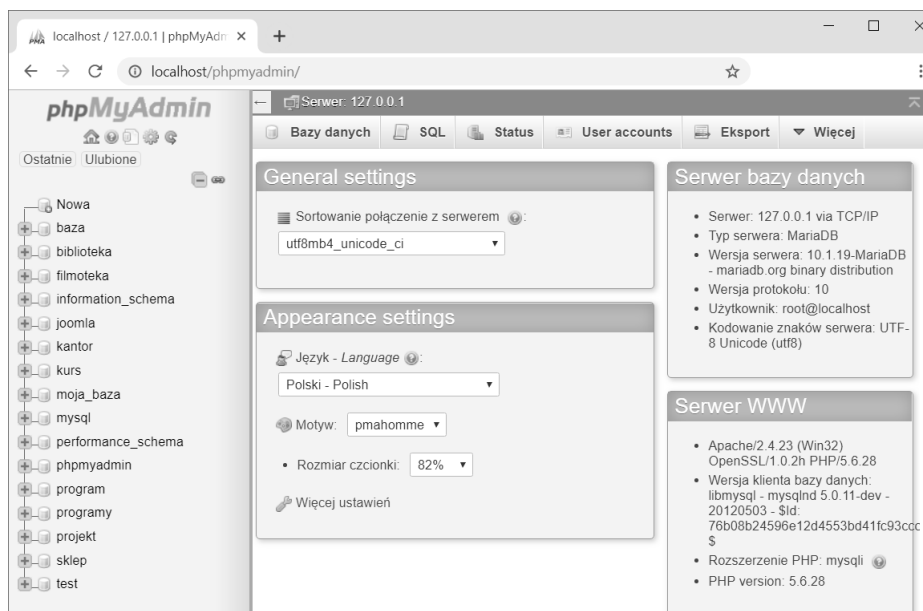 localhost / 127.0.0.1 | phpMyAdm
localhost/phpmyadmin/
phpMyAdmin
Ostatnie Ulubione
Nowa
baza
biblioteka
filmoteka
information_schema
joomla
kantor
kurs
moja_baza
mysql
performance_schema
phpmyadmin
program
programy
projekt
sklep
test
Serwer: 127.0.0.1
Bazy danych SQL Status User accounts Eksport Więcej
General settings
Sortowanie połączenie z serwerem :
utf8mb4_unicode_ci
Appearance settings
Język - Language :
Polski - Polish
Motyw: pmahomme
• Rozmiar czcionki: 82%
Więcej ustawień
Serwer bazy danych
• Serwer: 127.0.0.1 via TCP/IP
• Typ serwera: MariaDB
• Wersja serwera: 10.1.19-MariaDB
- mariadb.org binary distribution
• Wersja protokołu: 10
• Użytkownik: root@localhost
• Kodowanie znaków serwera: UTF-
8 Unicode (utf8)
Serwer WWW
• Apache/2.4.23 (Win32)
OpenSSL/1.0.2h PHP/5.6.28
• Wersja klienta bazy danych:
libmysql - mysqlnd 5.0.11-dev -
20120503 - $Id:
76b08b24596e12d4553bd41fc93ccc
$
• Rozszerzenie PHP: mysqli
• PHP version: 5.6.28